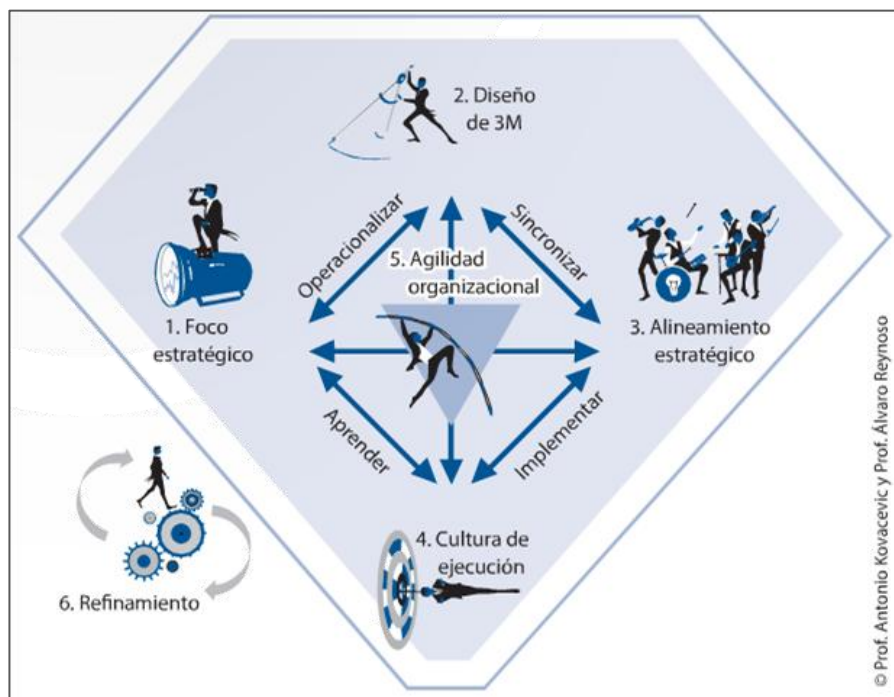 2. Diseño
de 3M
Operacionalizar
Sincronizar
5. Agilidad
organizacional
1. Foco
estratégico
3. Alineamiento
estratégico
Aprender
Implementar
4. Cultura de
ejecución
6. Refinamiento
© Prof. Antonio Kovacevic y Prof. Álvaro Reynoso